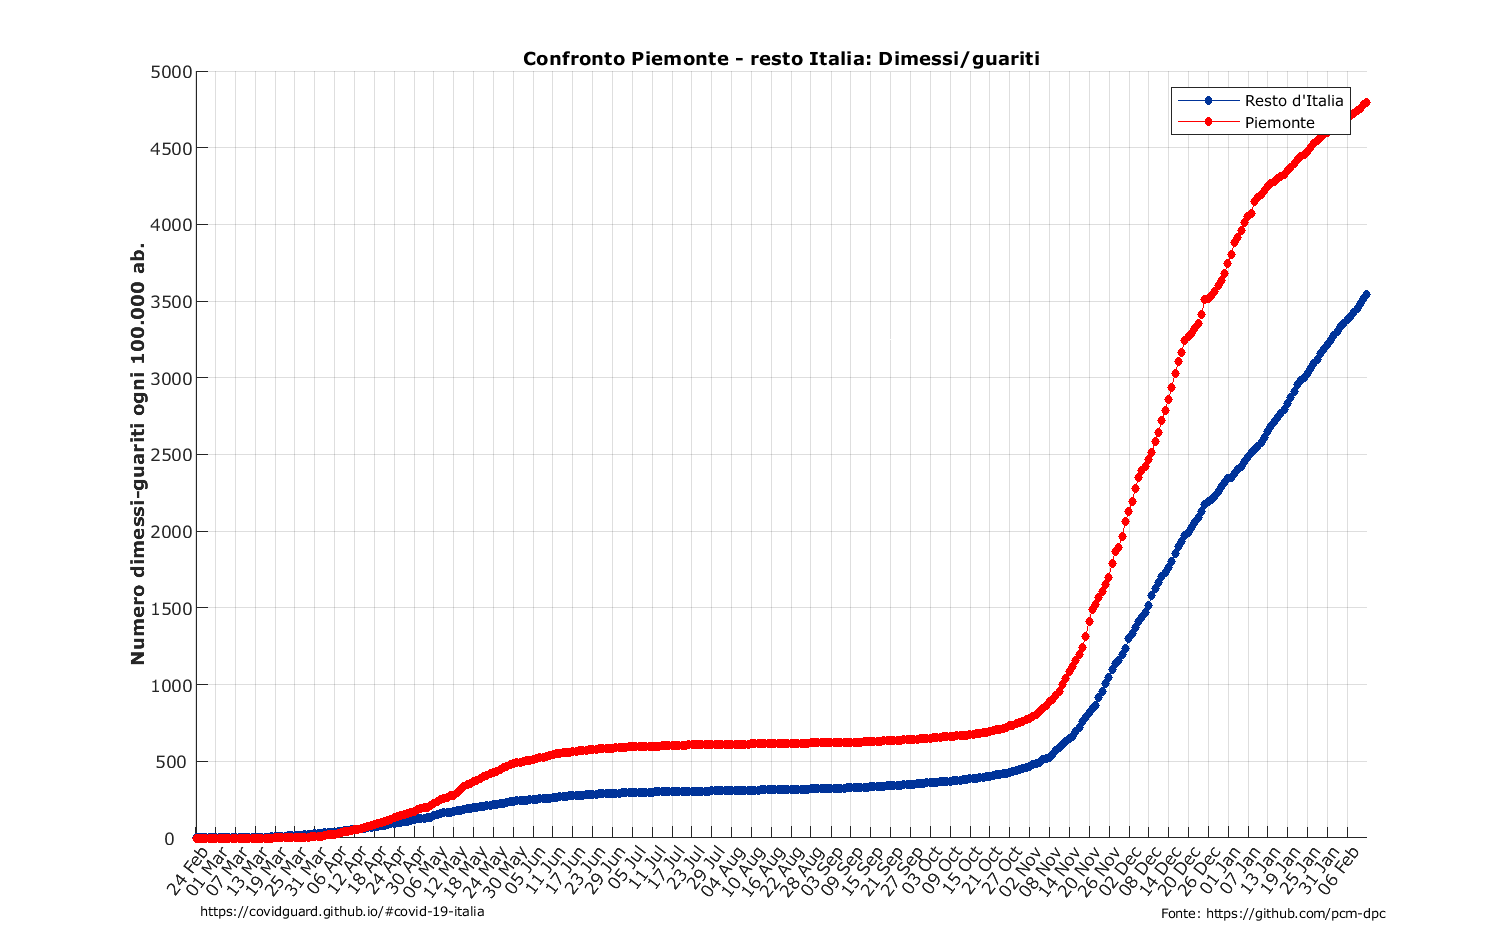 Confronto Piemonte - resto Italia: Dimessi/guariti
Resto d'Italia
Piemonte
Numero dimessi-guariti ogni 100.000 ab.
5000
4500
4000
3500
3000
2500
2000
1500
1000
500
0
24 Feb
01 Mar
07 Mar
13 Mar
19 Mar
25 Mar
31 Mar
06 Apr
12 Apr
18 Apr
24 Apr
30 Apr
06 May
12 May
18 May
24 May
30 May
05 Jun
11 Jun
17 Jun
23 Jun
29 Jun
05 Jul
11 Jul
17 Jul
23 Jul
29 Jul
04 Aug
10 Aug
16 Aug
22 Aug
28 Aug
03 Sep
09 Sep
15 Sep
21 Sep
27 Sep
03 Oct
09 Oct
15 Oct
21 Oct
27 Oct
02 Nov
08 Nov
14 Nov
20 Nov
26 Nov
02 Dec
08 Dec
14 Dec
20 Dec
26 Dec
01 Jan
07 Jan
13 Jan
19 Jan
25 Jan
31 Jan
06 Feb
https://covidguard.github.io/#covid-19-italia
Fonte: https://github.com/pcm-dpc